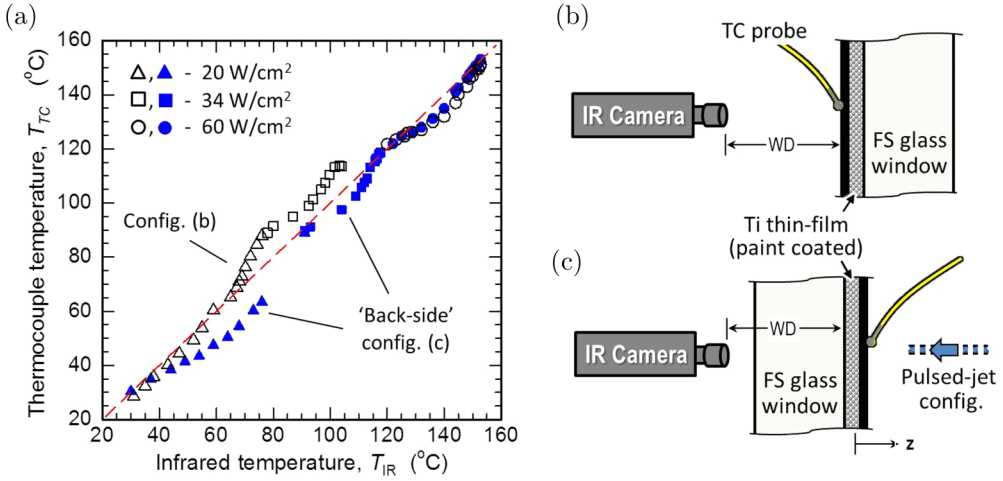 (a)
160
140
120
100
80
60
40
20
Thermocouple temperature, T_TC (°C)
△, ▲ - 20 W/cm²
□, ■ - 34 W/cm²
○, ● - 60 W/cm²
Config. (b)
'Back-side'
config. (c)
20 40 60 80 100 120 140 160
Infrared temperature, T_IR (°C)
(b)
TC probe
IR Camera
WD
FS glass
window
Ti thin-film
(paint coated)
(c)
IR Camera
WD
FS glass
window
Pulsed-jet
config.
z